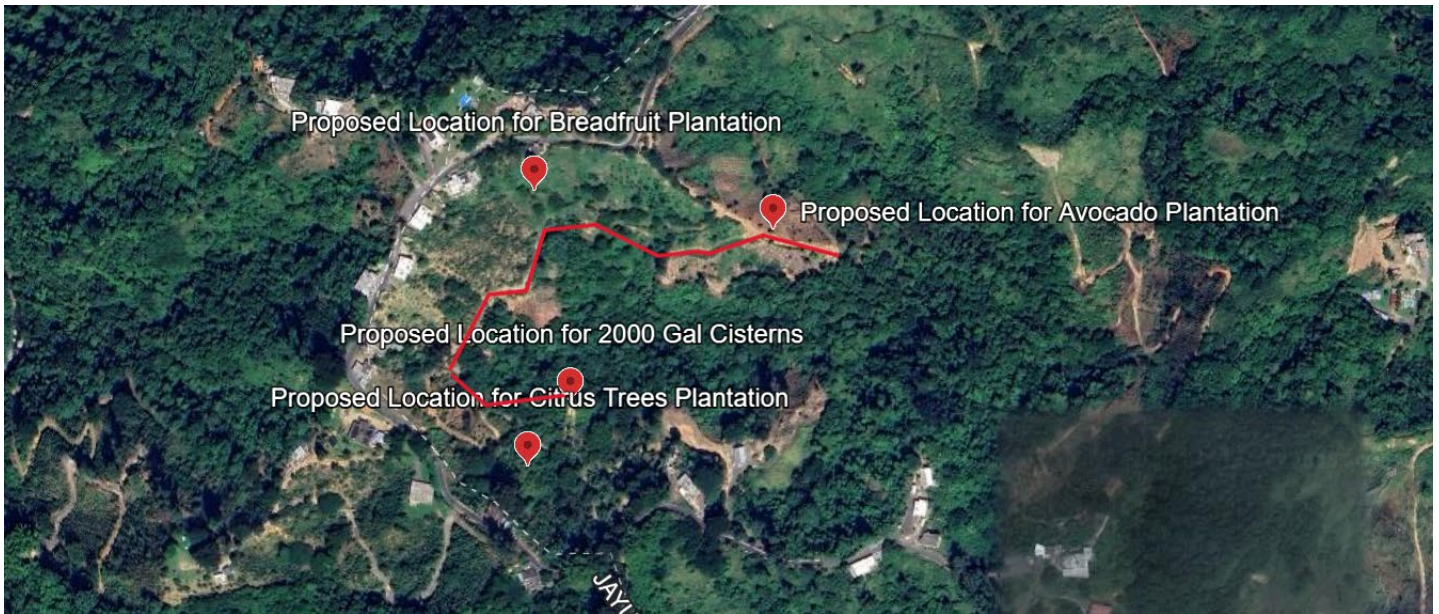 Proposed Location for Breadfruit Plantation
Proposed Location for Avocado Plantation
Proposed Location for 2000 Gal Cisterns
Proposed Location for Citrus Trees Plantation